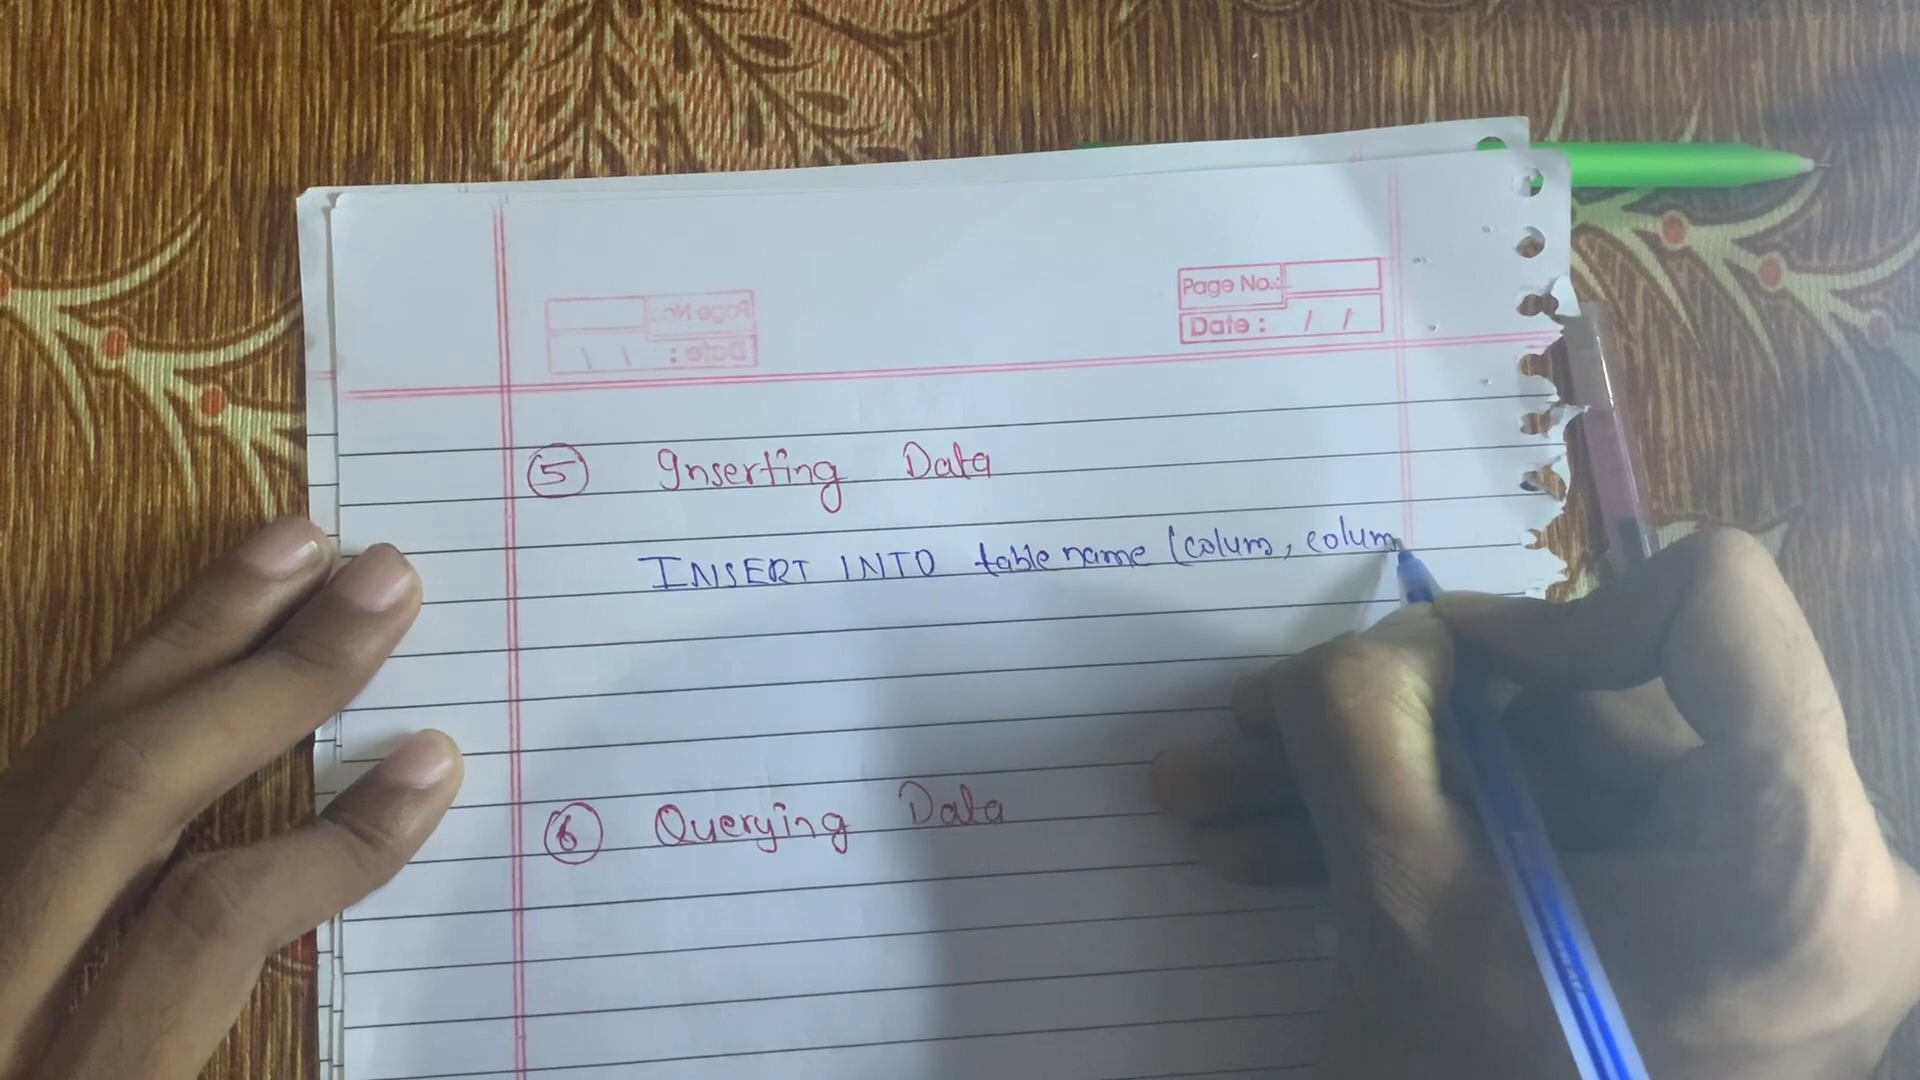 Page No.:
Date : / /
⑤ Inserting Data
INSERT INTO table name (colum, colum
⑥ Querying Data